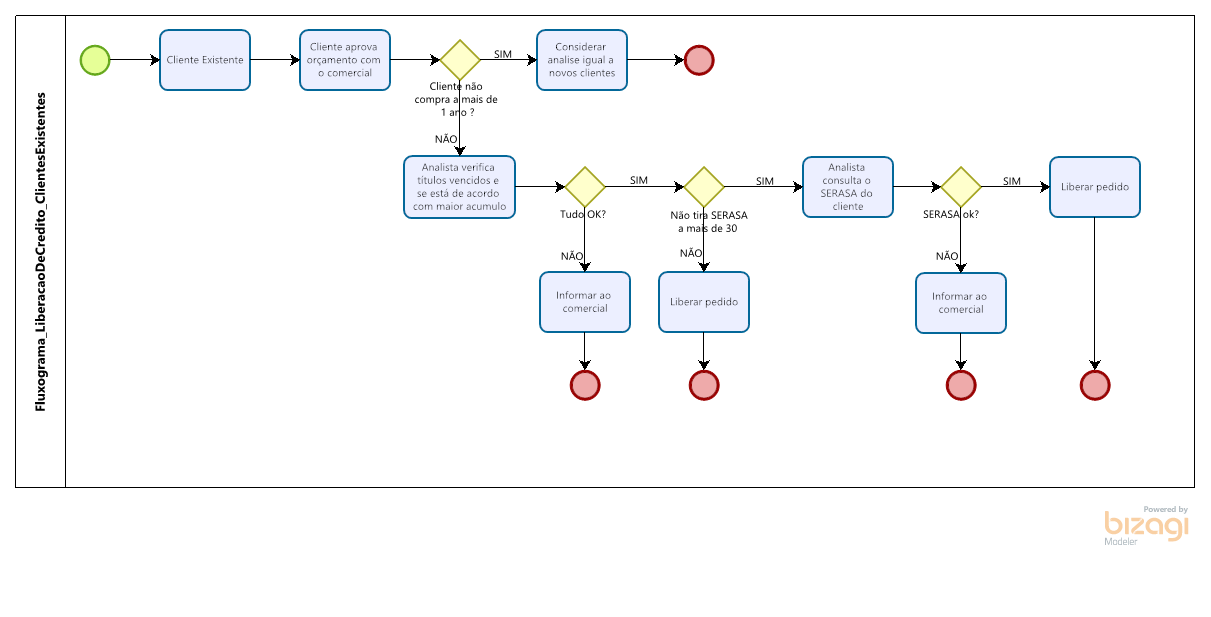 Fluxograma_LiberacaoDeCredito_ClientesExistentes
Cliente Existente
Cliente aprova
orçamento com
o comercial
Cliente não
compra a mais de
1 ano ?
SIM
Considerar
analise igual a
novos clientes
NÃO
Analista verifica
títulos vencidos e
se está de acordo
com maior acumulo
Tudo OK?
SIM
Não tira SERASA
a mais de 30
SIM
Analista
consulta o
SERASA do
cliente
SERASA ok?
SIM
Liberar pedido
NÃO
Informar ao
comercial
NÃO
Liberar pedido
NÃO
Informar ao
comercial
Powered by
bizagi
Modeler